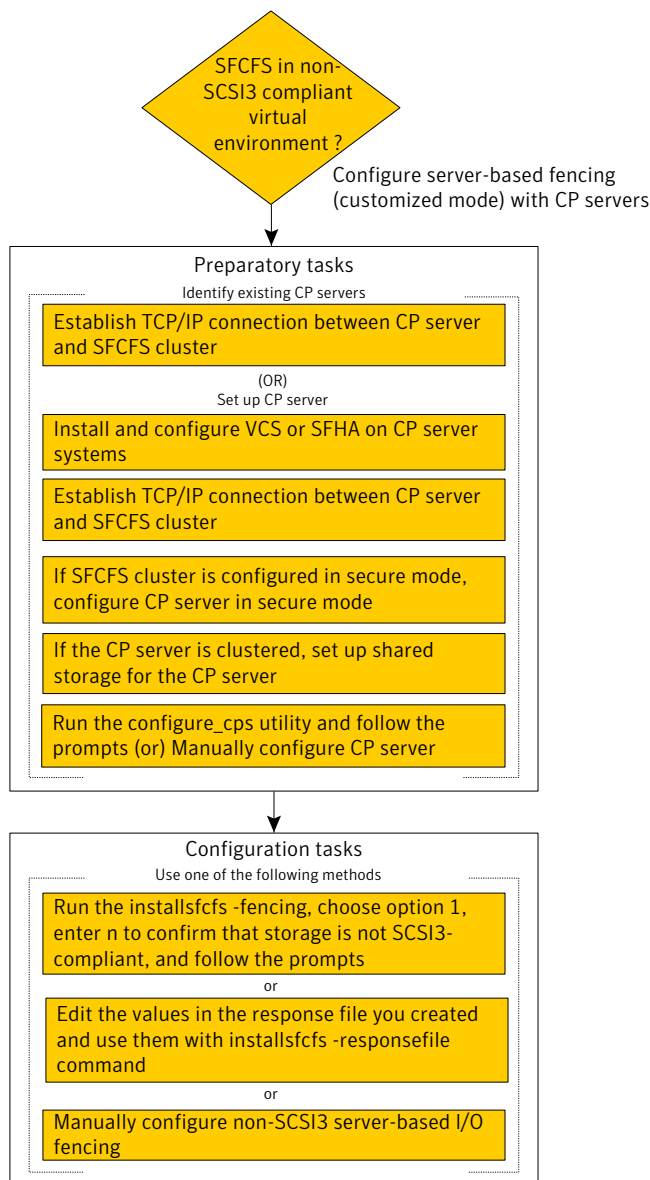 SFCFS in non-
SCSI3 compliant
virtual
environment ?
Configure server-based fencing
(customized mode) with CP servers
Preparatory tasks
Identify existing CP servers
Establish TCP/IP connection between CP server
and SFCFS cluster
(OR)
Set up CP server
Install and configure VCS or SFHA on CP server
systems
Establish TCP/IP connection between CP server
and SFCFS cluster
If SFCFS cluster is configured in secure mode,
configure CP server in secure mode
If the CP server is clustered, set up shared
storage for the CP server
Run the configure_cps utility and follow the
prompts (or) Manually configure CP server
Configuration tasks
Use one of the following methods
Run the installsfcfs -fencing, choose option 1,
enter n to confirm that storage is not SCSI3-
compliant, and follow the prompts
or
Edit the values in the response file you created
and use them with installsfcfs -responsefile
command
or
Manually configure non-SCSI3 server-based I/O
fencing